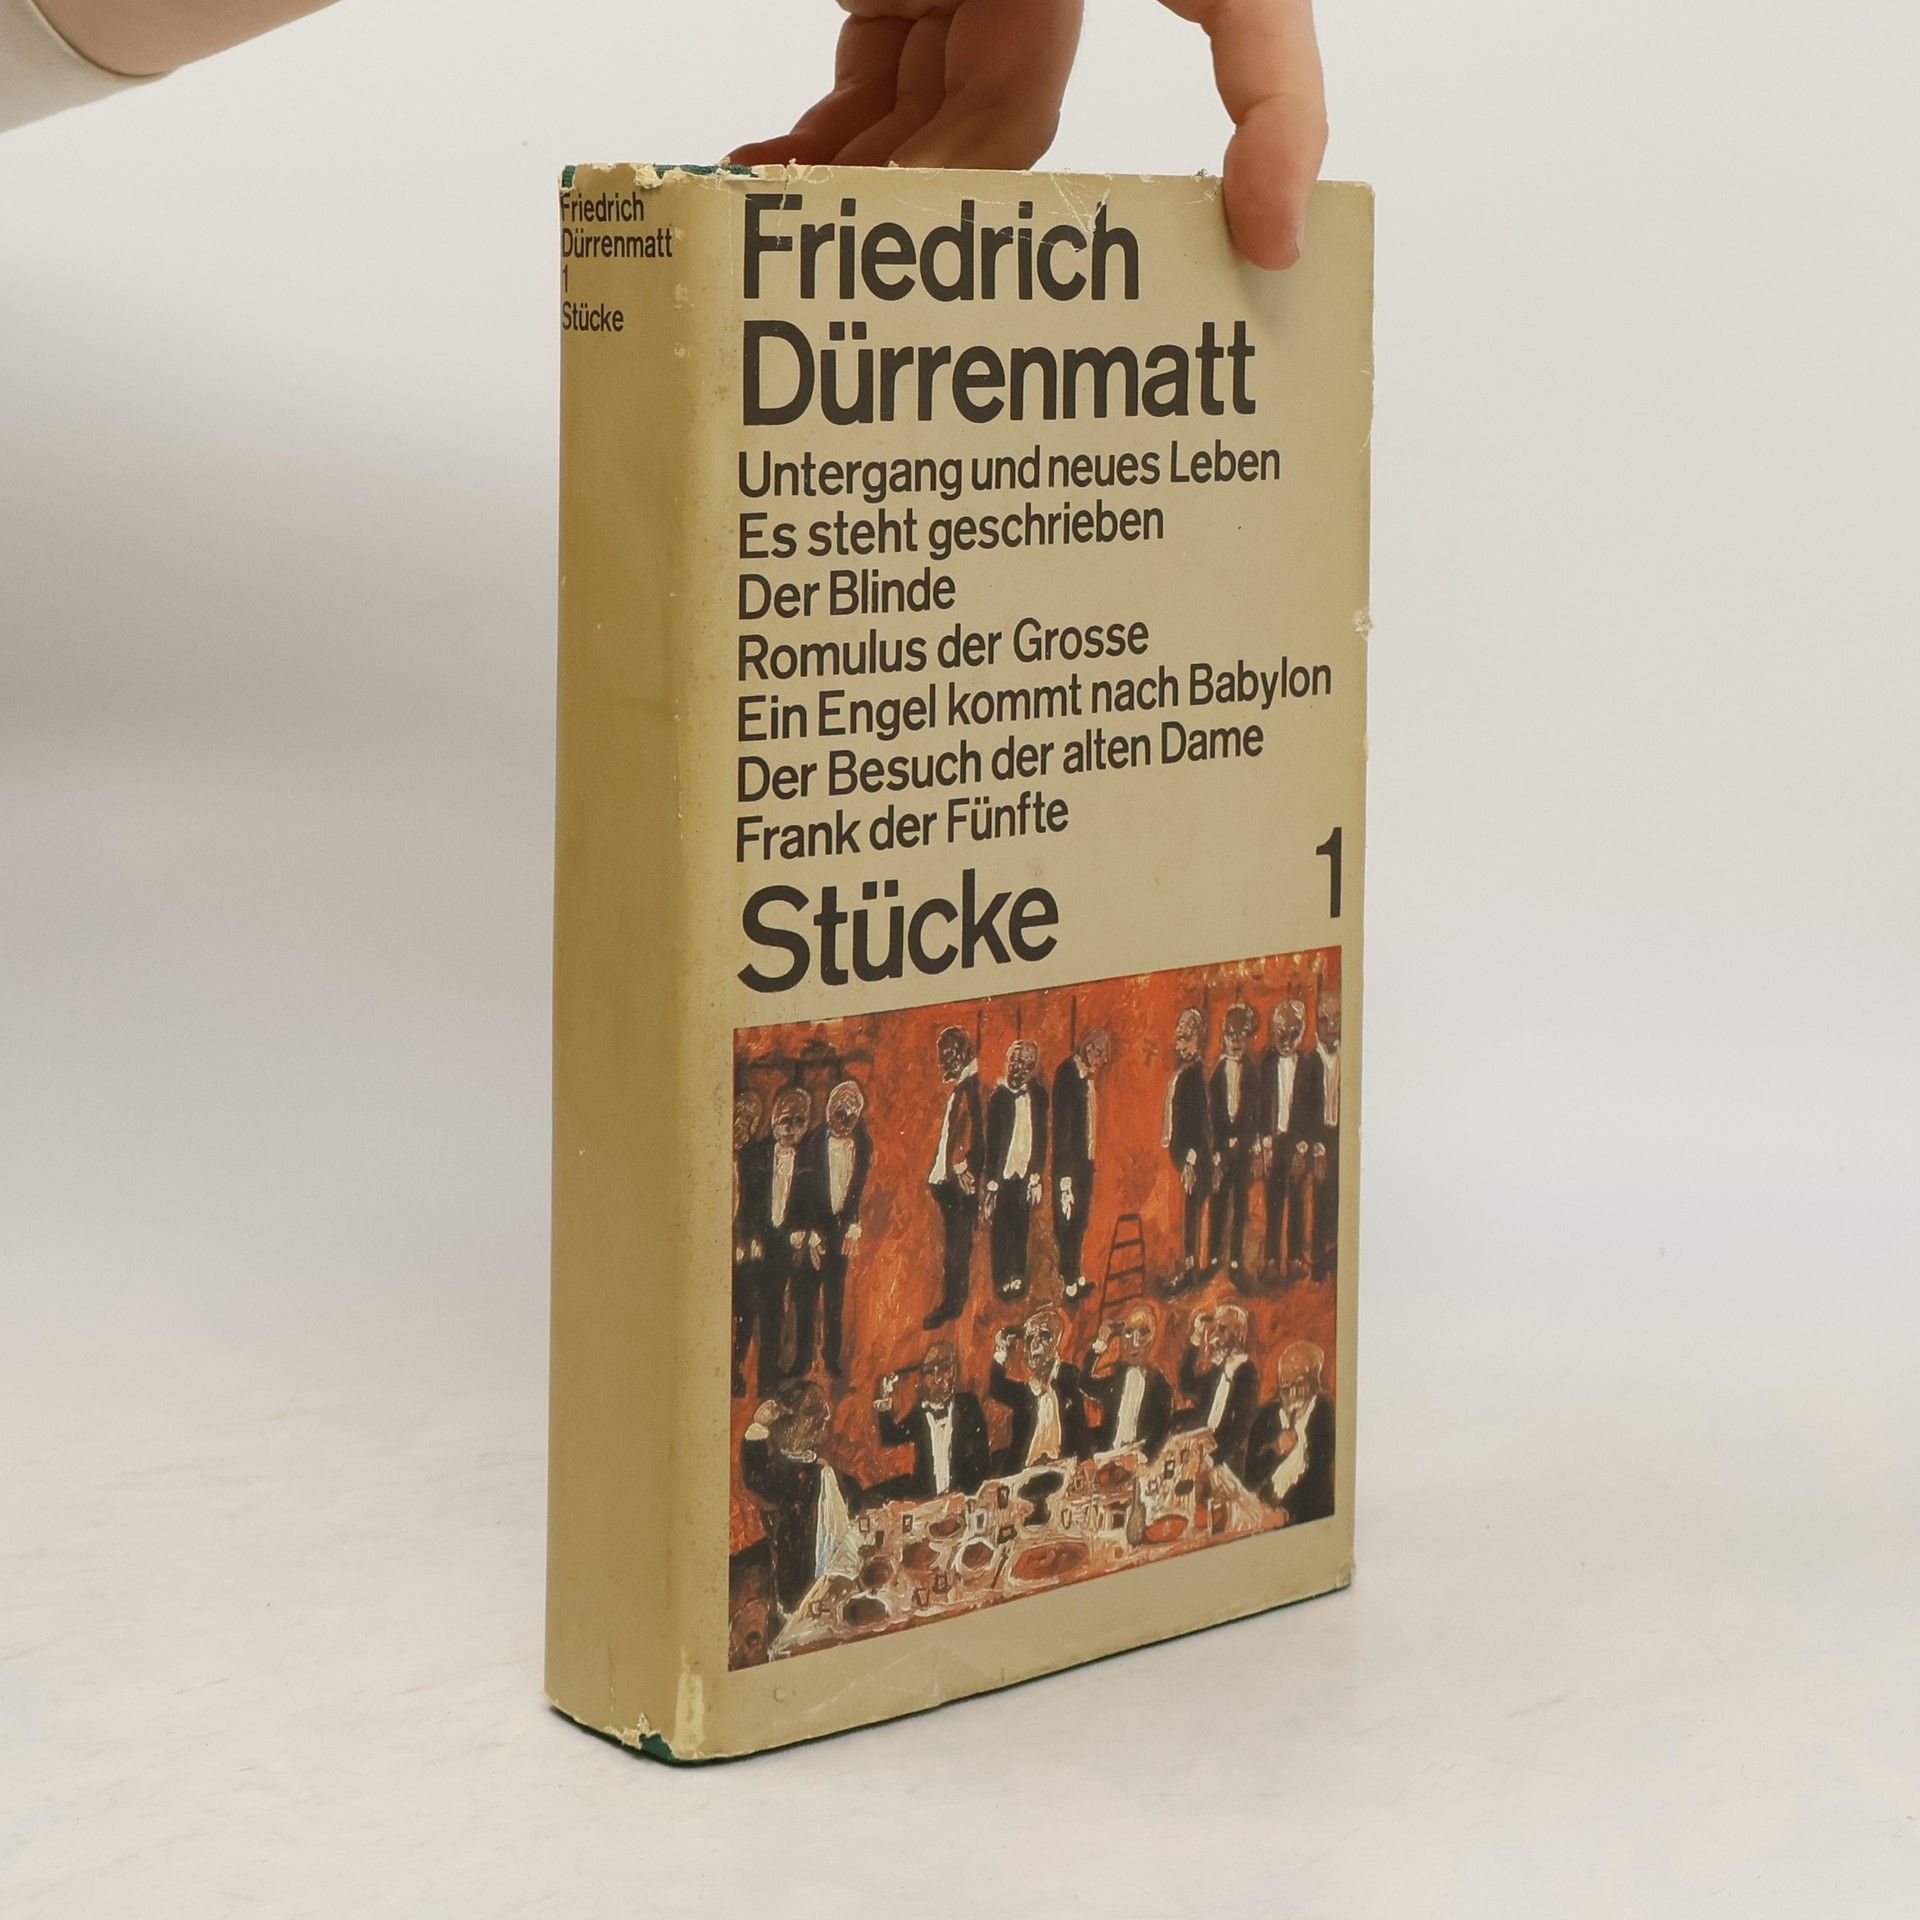 Friedrich
Dürrenmatt
1
Stücke
Friedrich
Dürrenmatt
Untergang und neues Leben
Es steht geschrieben
Der Blinde
Romulus der Grosse
Ein Engel kommt nach Babylon
Der Besuch der alten Dame
Frank der Fünfte
Stücke 1